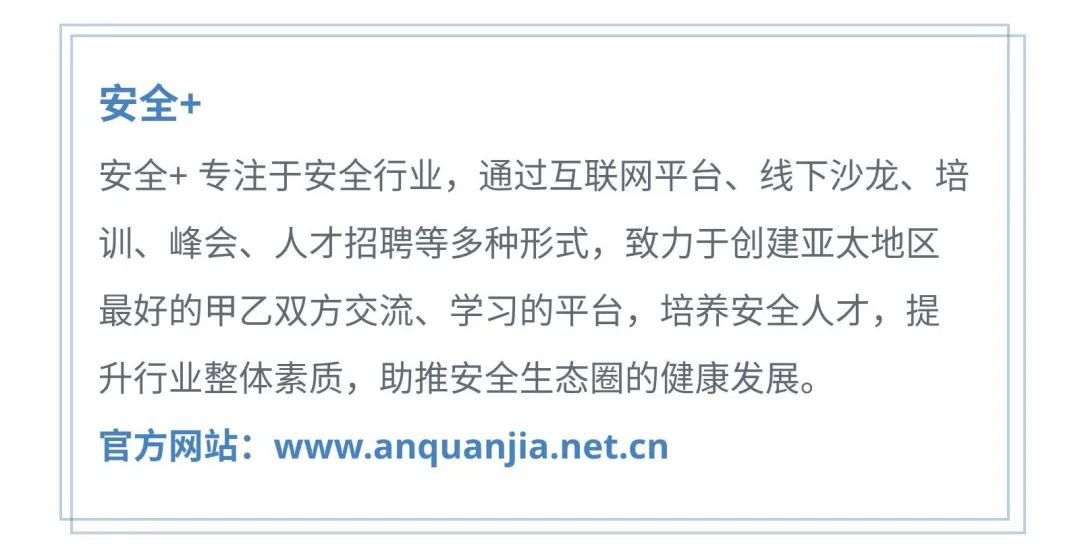 安全+
安全+ 专注于安全行业，通过互联网平台、线下沙龙、培
训、峰会、人才招聘等多种形式，致力于创建亚太地区
最好的甲乙双方交流、学习的平台，培养安全人才，提
升行业整体素质，助推安全生态圈的健康发展。
官方网站：www.anquanjia.net.cn